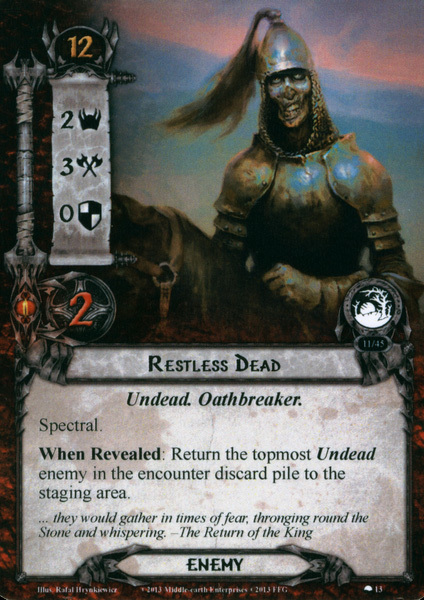 12
2
3
0
2
11/45
RESTLESS DEAD
Undead. Oathbreaker.
Spectral.
When Revealed: Return the topmost Undead
enemy in the encounter discard pile to the
staging area.
... they would gather in times of fear, thronging round the
Stone and whispering. –The Return of the King
ENEMY
Illus. Rafał Hrynkiewicz • 2013 Middle-earth Enterprises • 2013 FFG 13